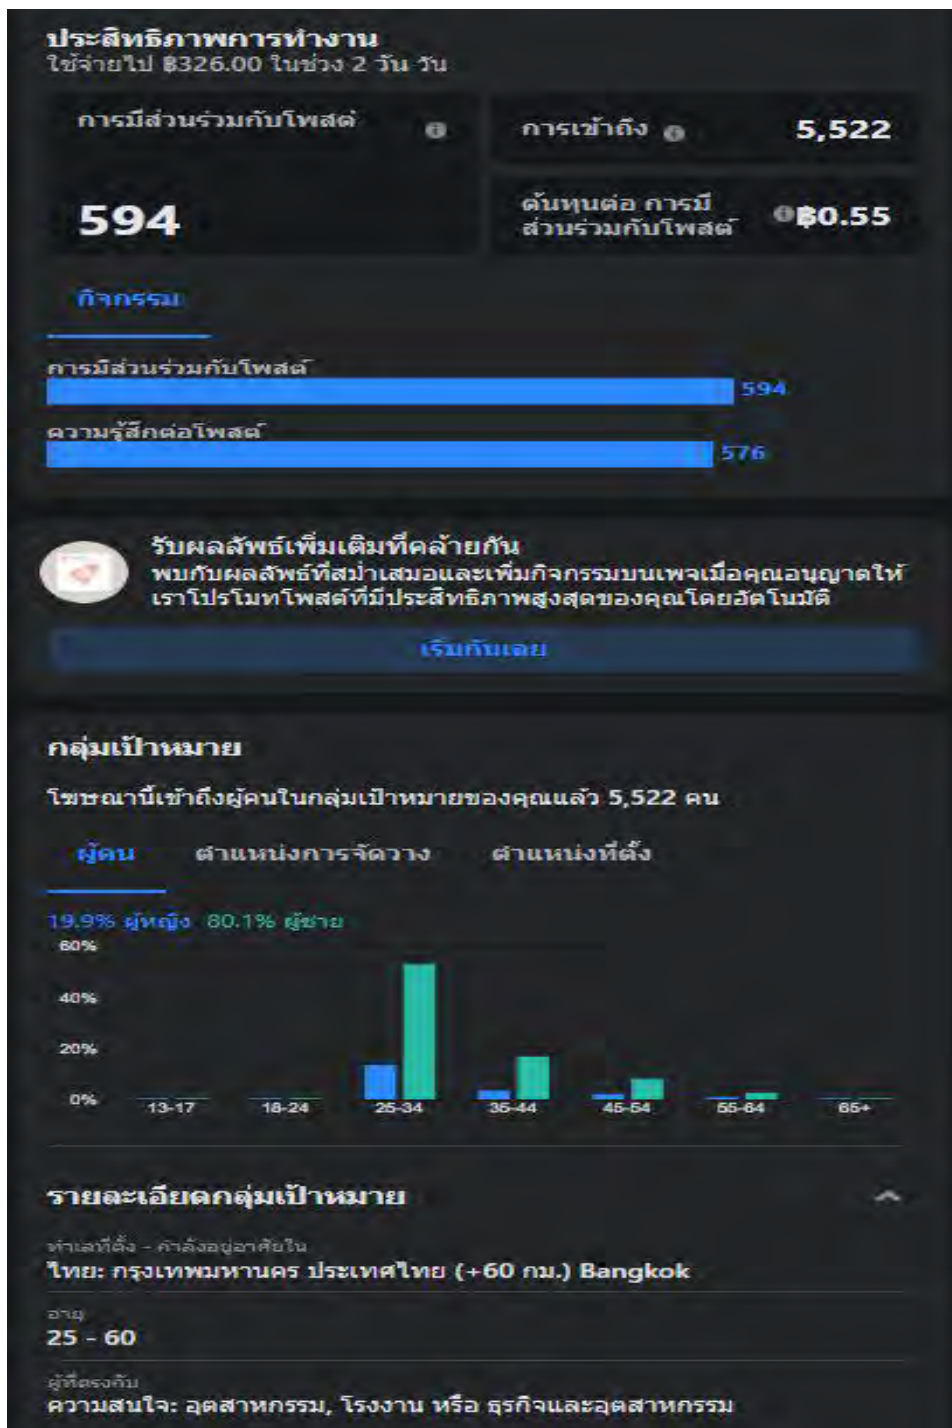 ประสิทธิภาพการทำงาน
ใช้จ่ายไป ฿326.00 ในช่วง 2 วัน วัน
การมีส่วนร่วมกับโพสต์
594
การเข้าถึง 5,522
ต้นทุนต่อ การมี
ส่วนร่วมกับโพสต์
฿0.55
กิจกรรม
การมีส่วนร่วมกับโพสต์
594
ความรู้สึกต่อโพสต์
576
รับผลลัพธ์เพิ่มเติมที่คล้ายกัน
พบกับผลลัพธ์ที่สม่ำเสมอและเพิ่มกิจกรรมบนเพจเมื่อคุณอนุญาตให้
เราโปรโมทโพสต์ที่มีประสิทธิภาพสูงสุดของคุณโดยอัตโนมัติ
เริ่มกันเลย
กลุ่มเป้าหมาย
โฆษณานี้เข้าถึงผู้คนในกลุ่มเป้าหมายของคุณแล้ว 5,522 คน
ผู้คน ตำแหน่งการจัดวาง ตำแหน่งที่ตั้ง
19.9% ผู้หญิง 80.1% ผู้ชาย
60%
40%
20%
0%
13-17 18-24 25-34 35-44 45-54 55-64 65+
รายละเอียดกลุ่มเป้าหมาย
ทำเลที่ตั้ง - กำลังอยู่อาศัยใน
ไทย: กรุงเทพมหานคร ประเทศไทย (+60 กม.) Bangkok
อายุ
25 - 60
ผู้ที่ตรงกับ
ความสนใจ: อุตสาหกรรม, โรงงาน หรือ ธุรกิจและอุตสาหกรรม